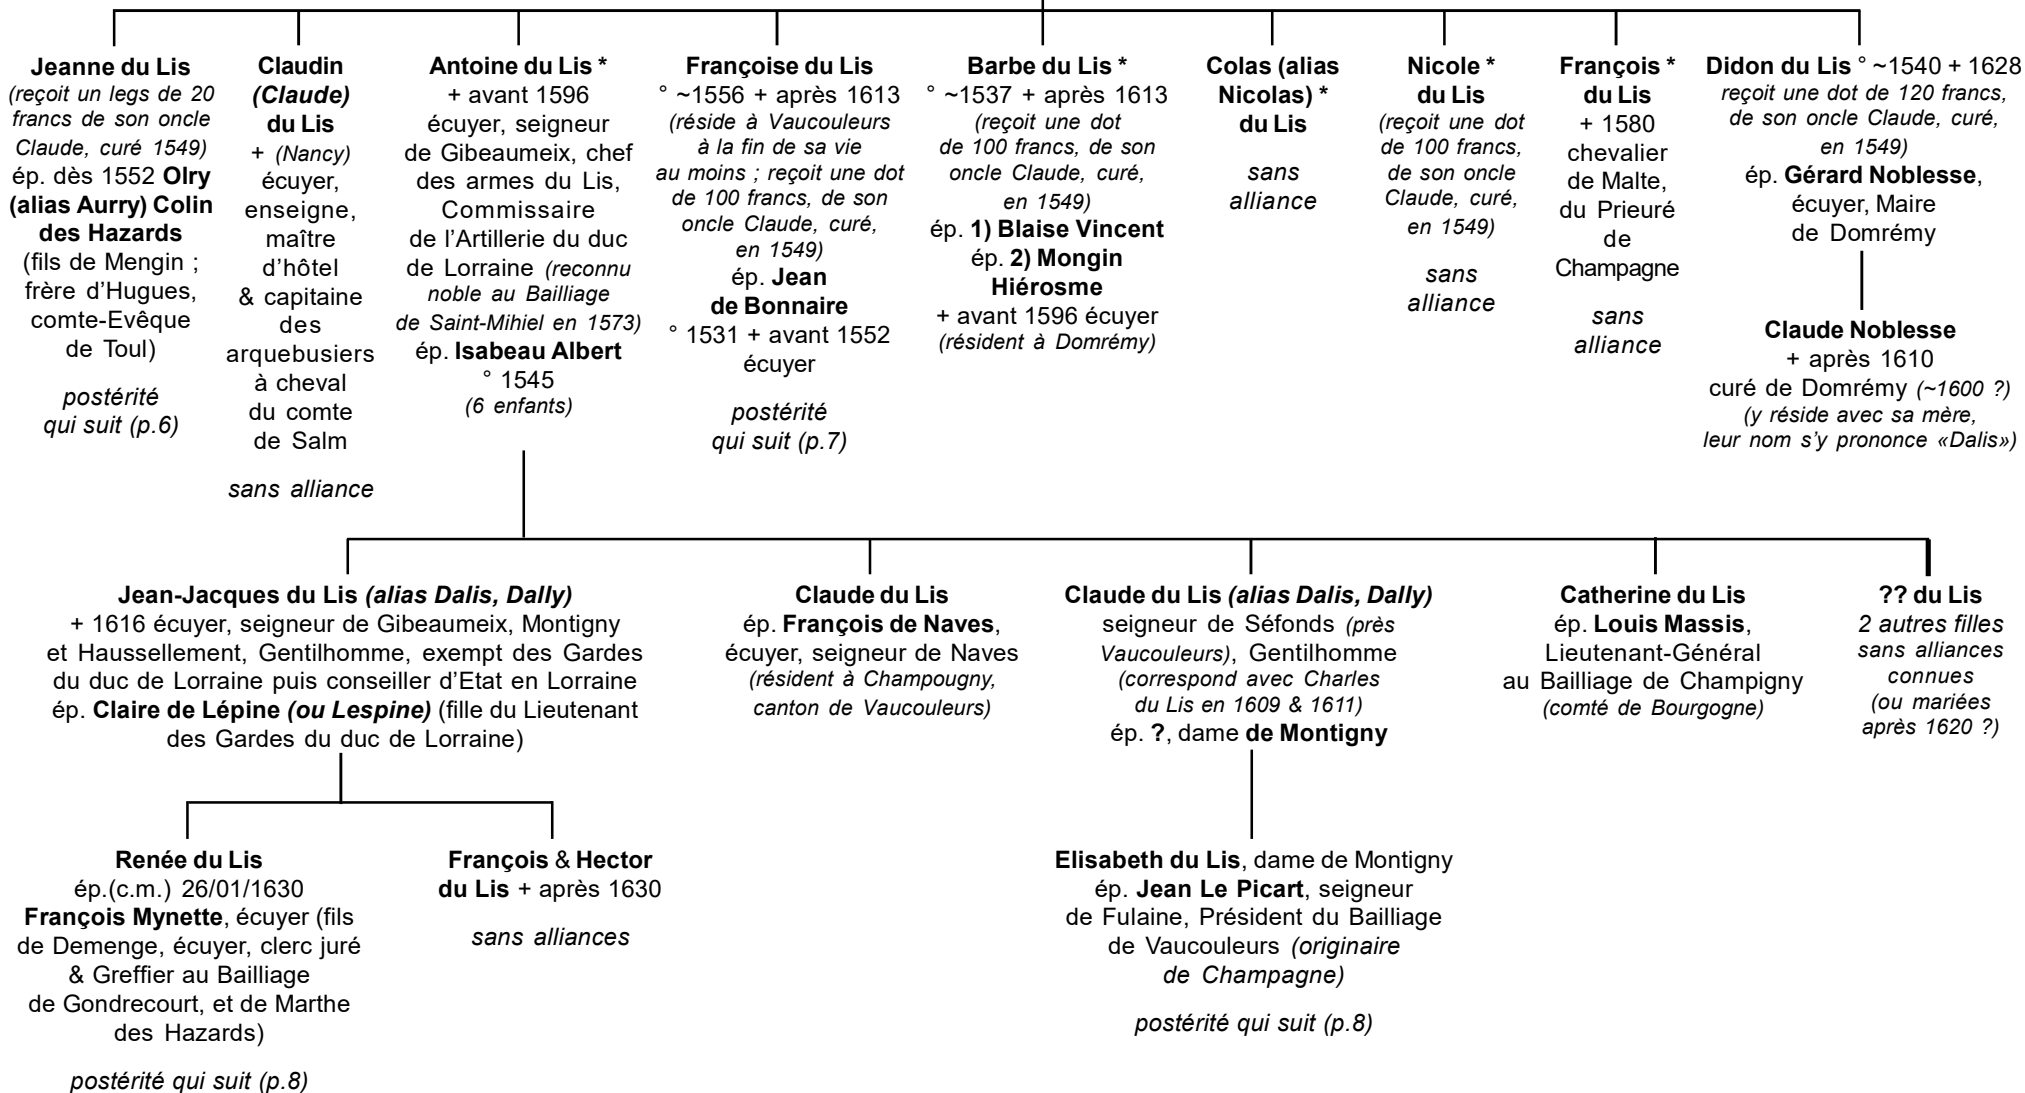 Jeanne du Lis
(reçoit un legs de 20
francs de son oncle
Claude, curé 1549)
ép. dès 1552 Olry
(alias Aurry) Colin
des Hazards
(fils de Mengin ;
frère d'Hugues,
comte-Evêque
de Toul)
postérité
qui suit (p.6)
Claudin
(Claude)
du Lis
+ (Nancy)
écuyer,
enseigne,
maître
d'hôtel
& capitaine
des
arquebusiers
à cheval
du comte
de Salm
sans alliance
Antoine du Lis *
+ avant 1596
écuyer, seigneur
de Gibeaumeix, chef
des armes du Lis,
Commissaire
de l'Artillerie du duc
de Lorraine (reconnu
noble au Bailliage
de Saint-Mihiel en 1573)
ép. Isabeau Albert
° 1545
(6 enfants)
Françoise du Lis
° ~1556 + après 1613
(réside à Vaucouleurs
à la fin de sa vie
au moins ; reçoit une dot
de 100 francs, de son
oncle Claude, curé,
en 1549)
ép. Jean
de Bonnaire
° 1531 + avant 1552
écuyer
postérité
qui suit (p.7)
Barbe du Lis *
° ~1537 + après 1613
(reçoit une dot
de 100 francs, de son
oncle Claude, curé,
en 1549)
ép. 1) Blaise Vincent
ép. 2) Mongin
Hiérosme
+ avant 1596 écuyer
(résident à Domrémy)
Colas (alias
Nicolas) *
du Lis
sans
alliance
Nicole *
du Lis
(reçoit une dot
de 100 francs,
de son oncle
Claude, curé,
en 1549)
sans
alliance
François *
du Lis
+ 1580
chevalier
de Malte,
du Prieuré
de
Champagne
sans
alliance
Didon du Lis ° ~1540 + 1628
reçoit une dot de 120 francs,
de son oncle Claude, curé,
en 1549)
ép. Gérard Noblesse,
écuyer, Maire
de Domrémy
Claude Noblesse
+ après 1610
curé de Domrémy (~1600 ?)
(y réside avec sa mère,
leur nom s'y prononce «Dalis»)
Jean-Jacques du Lis (alias Dalis, Dally)
+ 1616 écuyer, seigneur de Gibeaumeix, Montigny
et Haussellement, Gentilhomme, exempt des Gardes
du duc de Lorraine puis conseiller d'Etat en Lorraine
ép. Claire de Lépine (ou Lespine) (fille du Lieutenant
des Gardes du duc de Lorraine)
Claude du Lis
ép. François de Naves,
écuyer, seigneur de Naves
(résident à Champougny,
canton de Vaucouleurs)
Claude du Lis (alias Dalis, Dally)
seigneur de Séfonds (près
Vaucouleurs), Gentilhomme
(correspond avec Charles
du Lis en 1609 & 1611)
ép. ?, dame de Montigny
Catherine du Lis
ép. Louis Massis,
Lieutenant-Général
au Bailliage de Champigny
(comté de Bourgogne)
?? du Lis
2 autres filles
sans alliances
connues
(ou mariées
après 1620 ?)
Renée du Lis
ép.(c.m.) 26/01/1630
François Mynette, écuyer (fils
de Demenge, écuyer, clerc juré
& Greffier au Bailliage
de Gondrecourt, et de Marthe
des Hazards)
postérité qui suit (p.8)
François & Hector
du Lis + après 1630
sans alliances
Elisabeth du Lis, dame de Montigny
ép. Jean Le Picart, seigneur
de Fulaine, Président du Bailliage
de Vaucouleurs (originaire
de Champagne)
postérité qui suit (p.8)